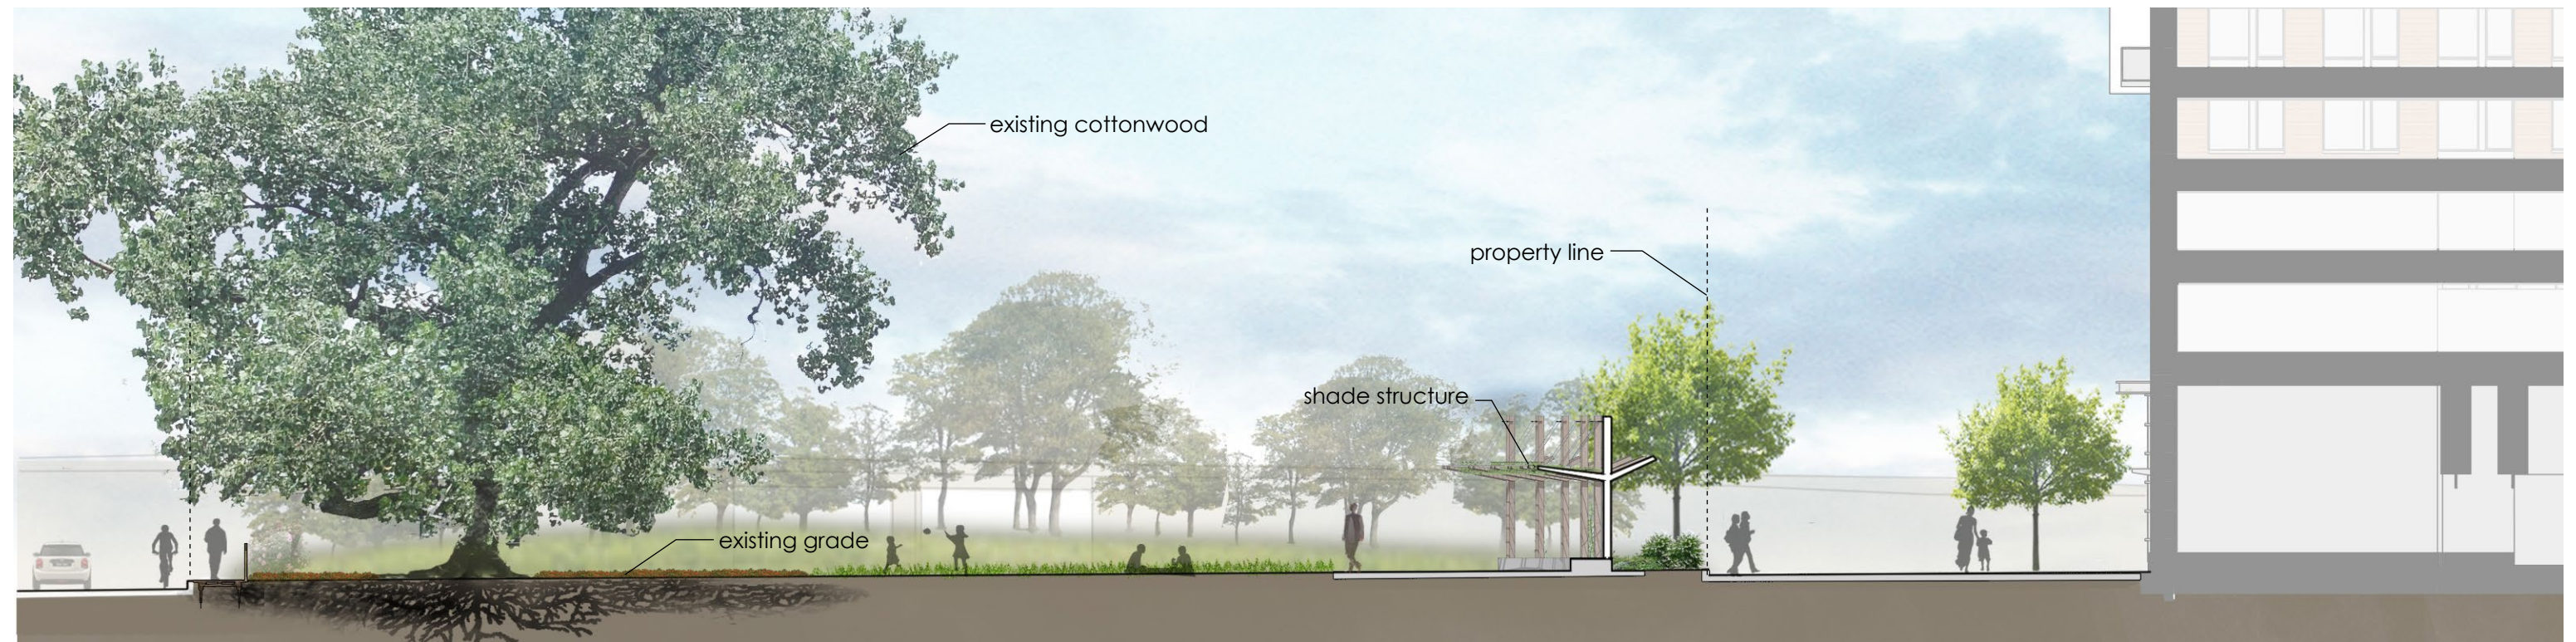 existing cottonwood
property line
shade structure
existing grade